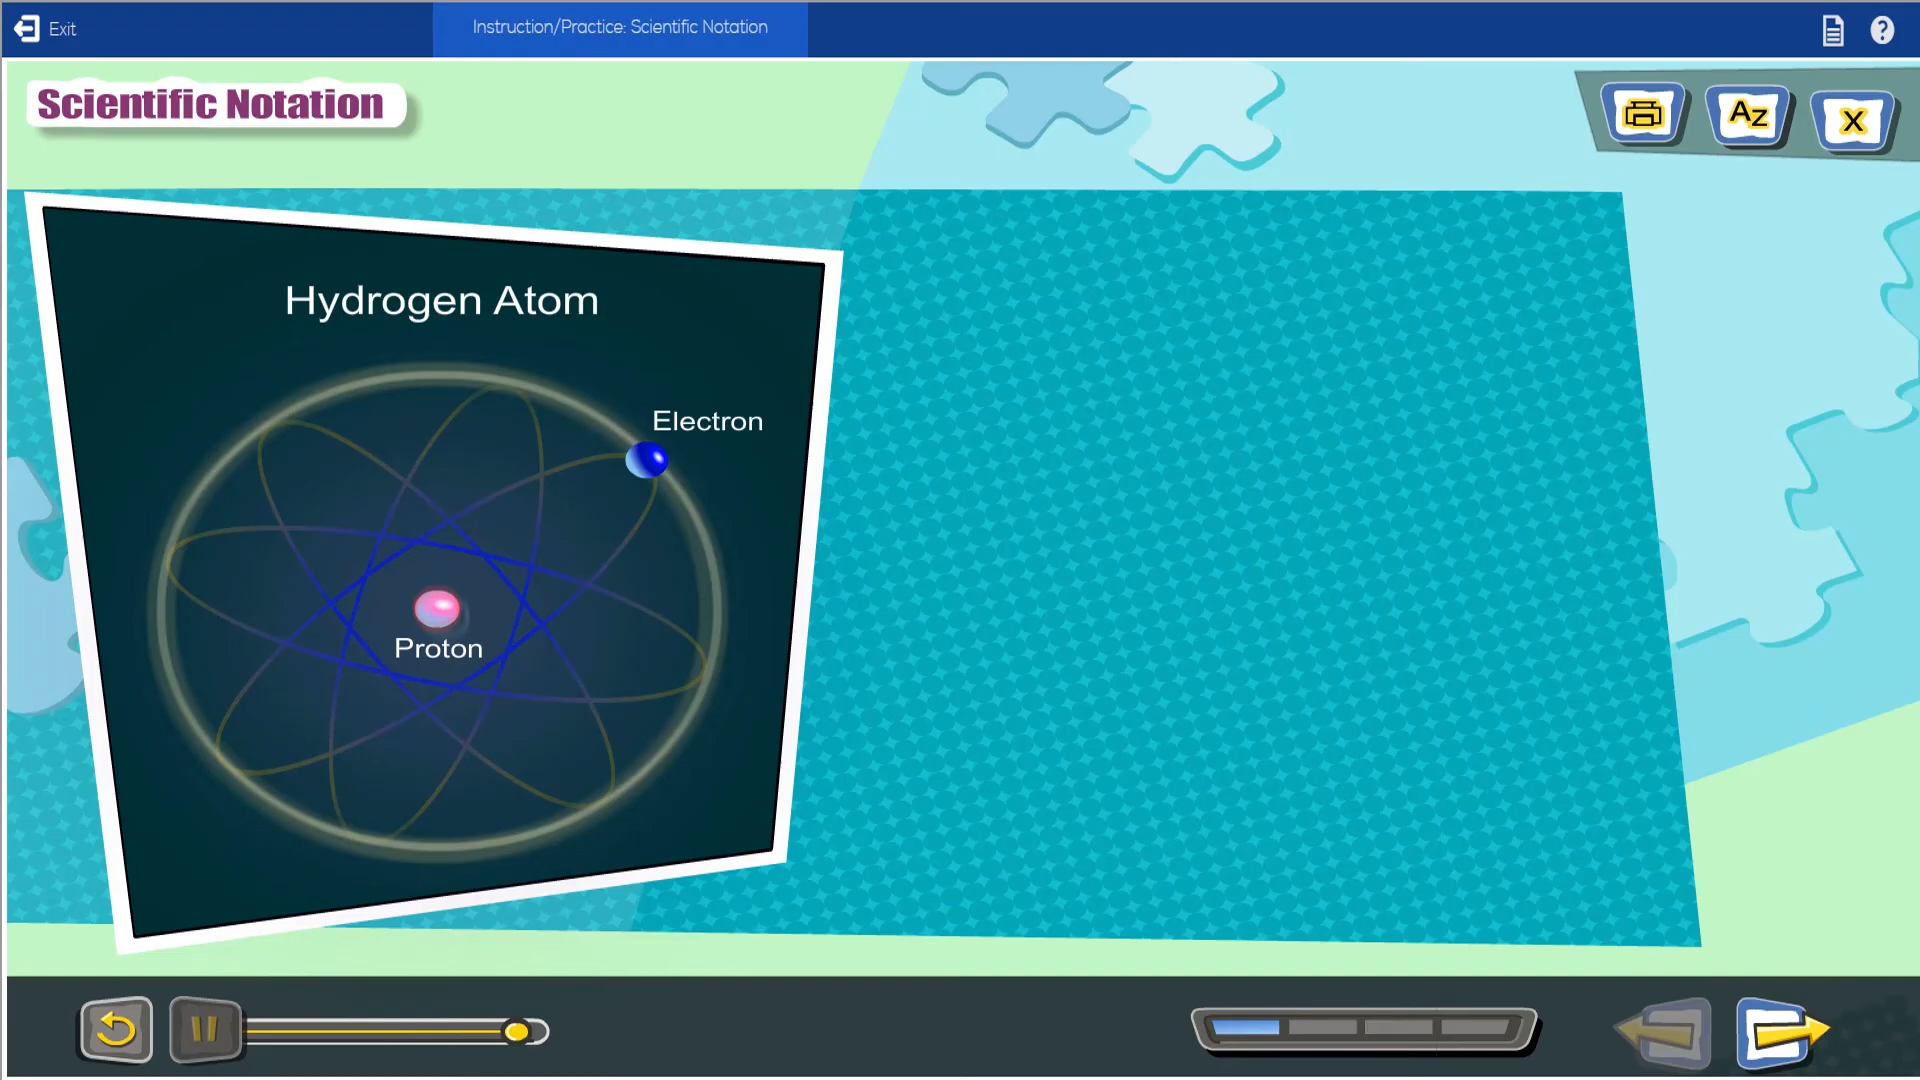 Exit
Instruction/Practice: Scientific Notation
?
Scientific Notation
AZ
X
Hydrogen Atom
Electron
Proton